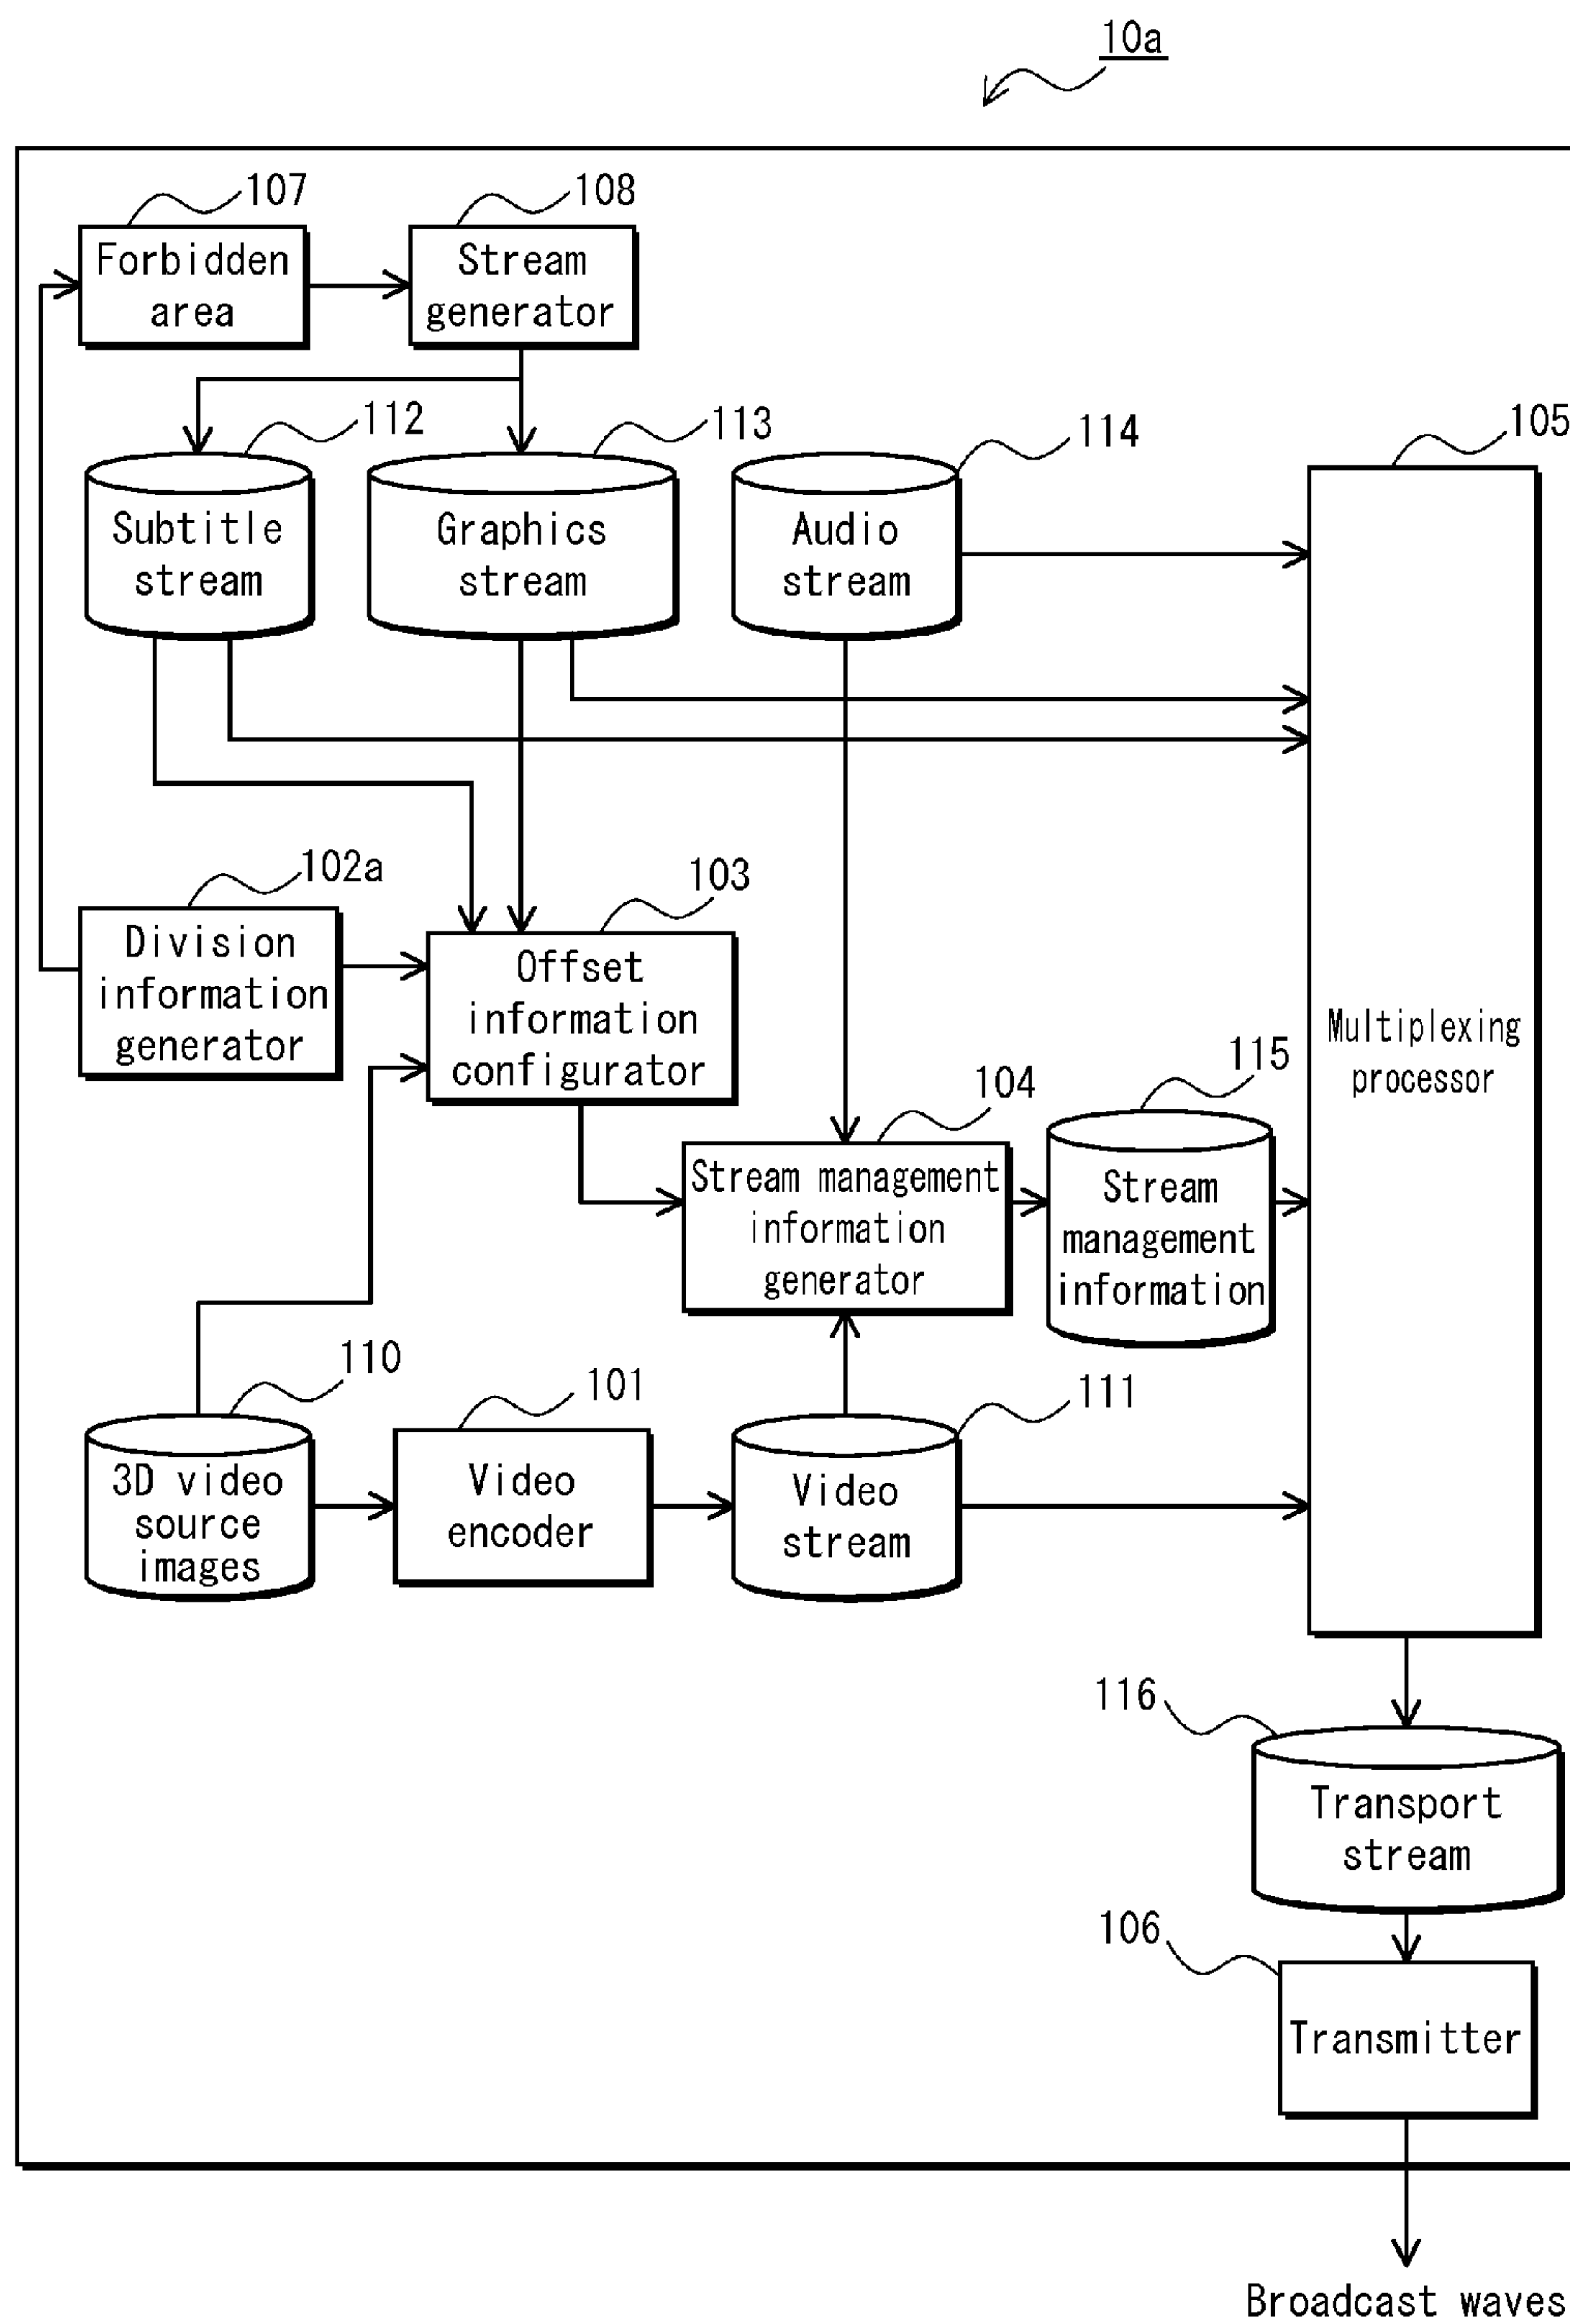 10a
107
108
Forbidden
area
Stream
generator
112
113
114
105
Subtitle
stream
Graphics
stream
Audio
stream
102a
103
Division
information
generator
Offset
information
configurator
Multiplexing
processor
104
115
Stream management
information
generator
Stream
management
information
110
101
111
3D video
source
images
Video
encoder
Video
stream
116
Transport
stream
106
Transmitter
Broadcast waves